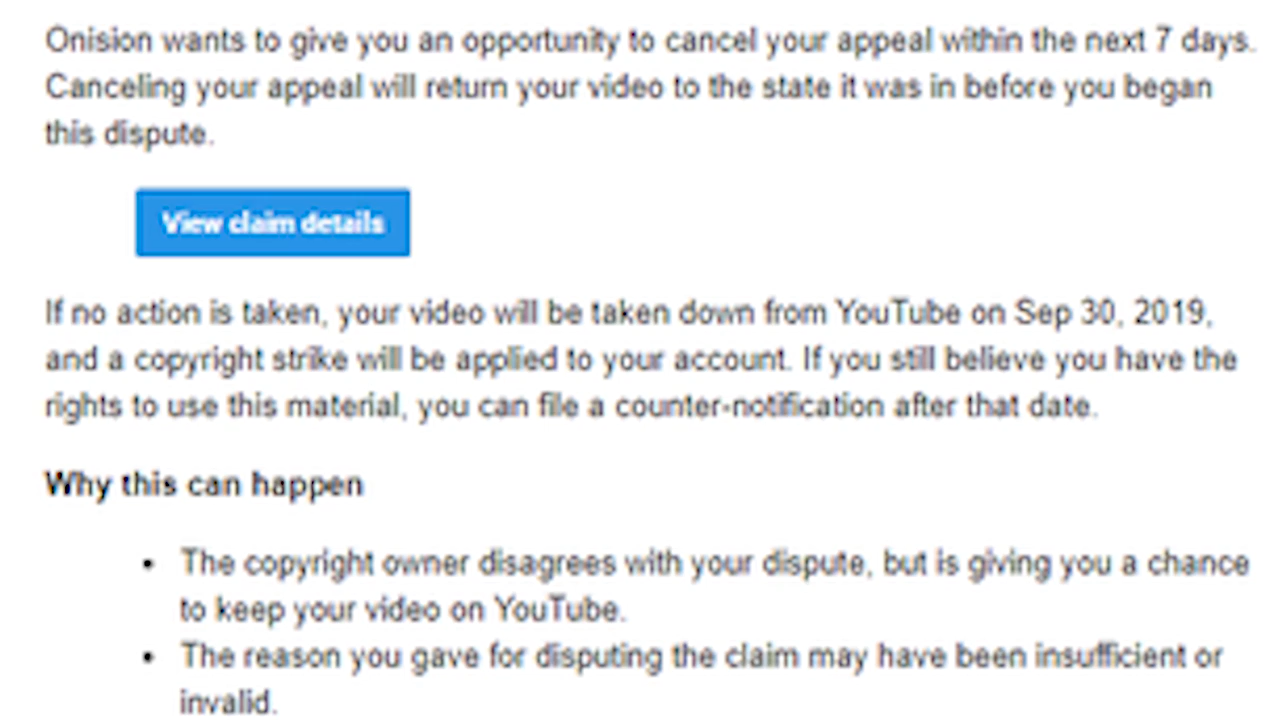 Onision wants to give you an opportunity to cancel your appeal within the next 7 days.
Canceling your appeal will return your video to the state it was in before you began
this dispute.
View claim details
If no action is taken, your video will be taken down from YouTube on Sep 30, 2019,
and a copyright strike will be applied to your account. If you still believe you have the
rights to use this material, you can file a counter-notification after that date.
Why this can happen
• The copyright owner disagrees with your dispute, but is giving you a chance
to keep your video on YouTube.
• The reason you gave for disputing the claim may have been insufficient or
invalid.